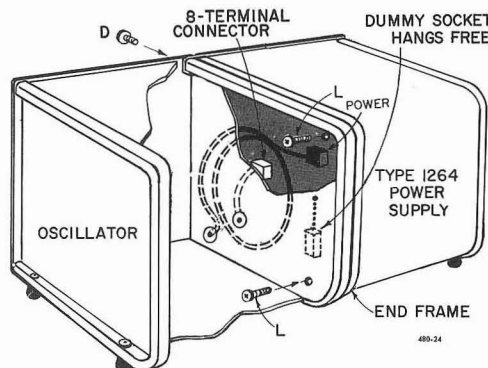 8-TERMINAL
CONNECTOR
DUMMY SOCKET
HANGS FREE
D
L
POWER
TYPE 1264
POWER
SUPPLY
OSCILLATOR
L
END FRAME
480-24